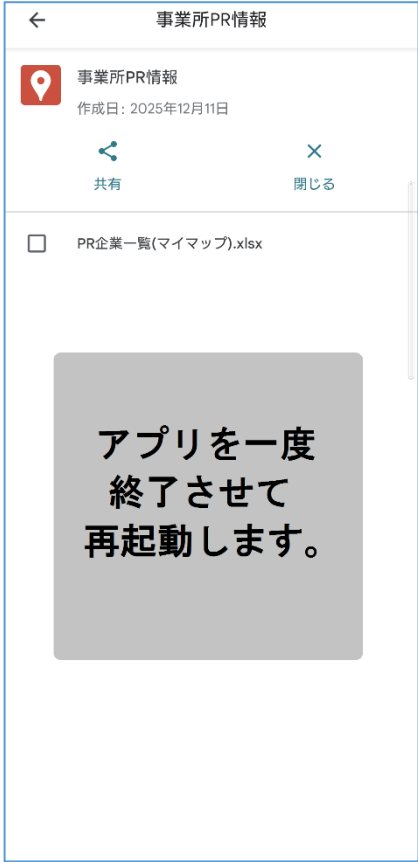 事業所PR情報
事業所PR情報
作成日: 2025年12月11日
共有
閉じる
PR企業一覧(マイマップ).xlsx
アプリを一度
終了させて
再起動します。